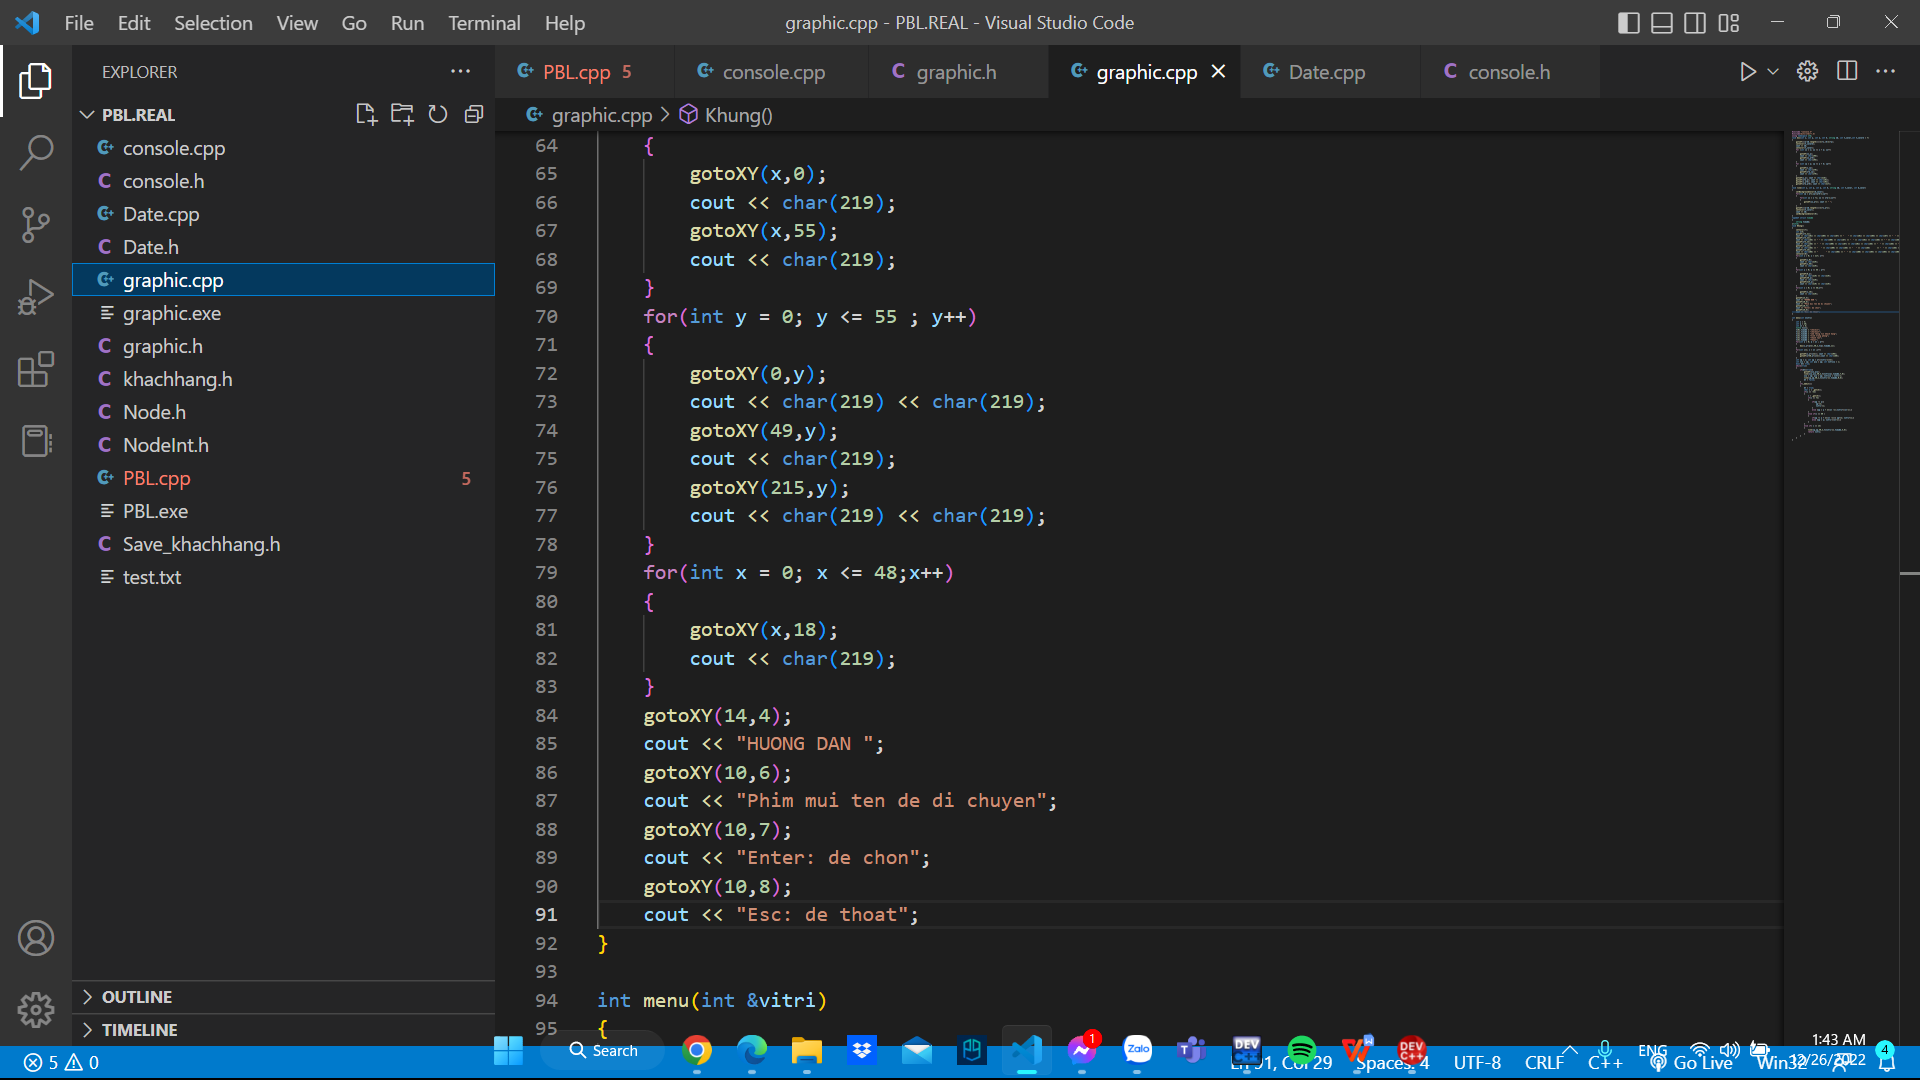 File Edit Selection View Go Run Terminal Help
graphic.cpp - PBL.REAL - Visual Studio Code
EXPLORER
PBL.REAL
console.cpp
console.h
Date.cpp
Date.h
graphic.cpp
graphic.exe
graphic.h
khachhang.h
Node.h
NodeInt.h
PBL.cpp 5
PBL.exe
Save_khachhang.h
test.txt
OUTLINE
TIMELINE
PBL.cpp 5 console.cpp graphic.h graphic.cpp Date.cpp console.h
graphic.cpp > Khung()
64 {
65 gotoXY(x,0);
66 cout << char(219);
67 gotoXY(x,55);
68 cout << char(219);
69 }
70 for(int y = 0; y <= 55 ; y++)
71 {
72 gotoXY(0,y);
73 cout << char(219) << char(219);
74 gotoXY(49,y);
75 cout << char(219);
76 gotoXY(215,y);
77 cout << char(219) << char(219);
78 }
79 for(int x = 0; x <= 48;x++)
80 {
81 gotoXY(x,18);
82 cout << char(219);
83 }
84 gotoXY(14,4);
85 cout << "HUONG DAN ";
86 gotoXY(10,6);
87 cout << "Phim mui ten de di chuyen";
88 gotoXY(10,7);
89 cout << "Enter: de chon";
90 gotoXY(10,8);
91 cout << "Esc: de thoat";
92 }
93
94 int menu(int &vitri)
95 {
Search
1
Zalo
DEV
C++
DEV
C++
ENG
1:43 AM
12/26/2022
4
5 0
Ln 91, Col 29 Spaces: 4 UTF-8 CRLF C++ Go Live Win32